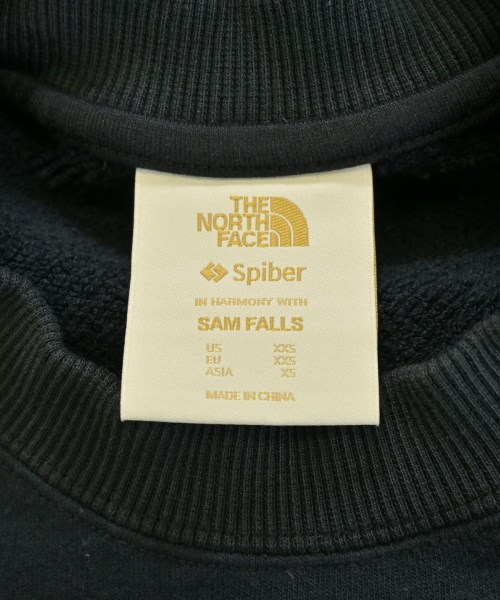 THE
NORTH
FACE
Spiber
IN HARMONY WITH
SAM FALLS
US XXS
EU XXS
ASIA XS
MADE IN CHINA